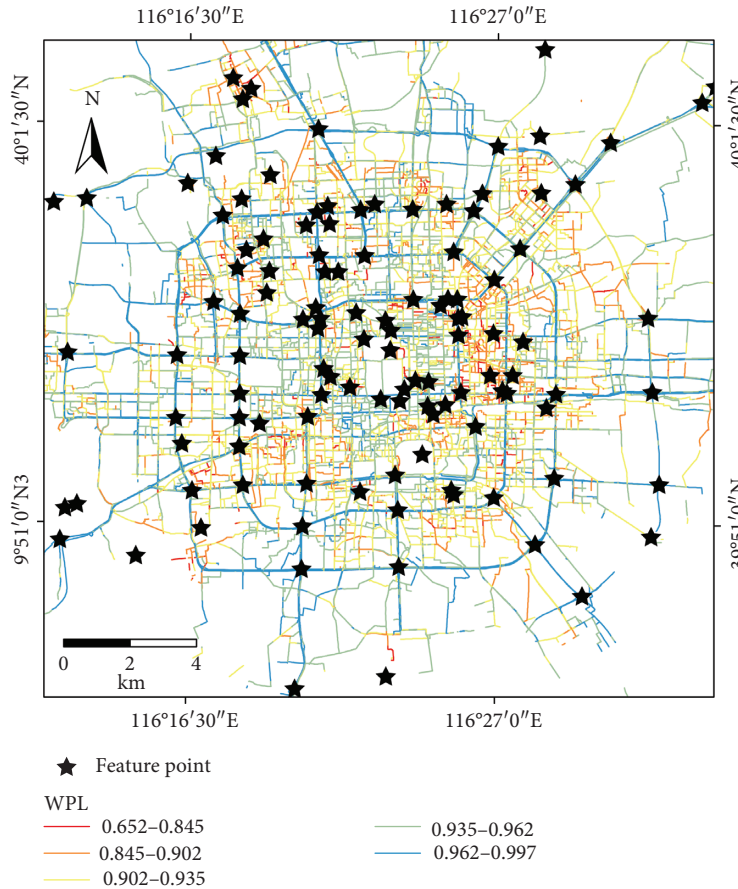 116°16′30″E 116°27′0″E
N
40°1′30″N 40°1′30″N
9°51′0″N3 39°51′0″N
0 2 4
km
116°16′30″E 116°27′0″E
Feature point
WPL
0.652–0.845 0.935–0.962
0.845–0.902 0.962–0.997
0.902–0.935